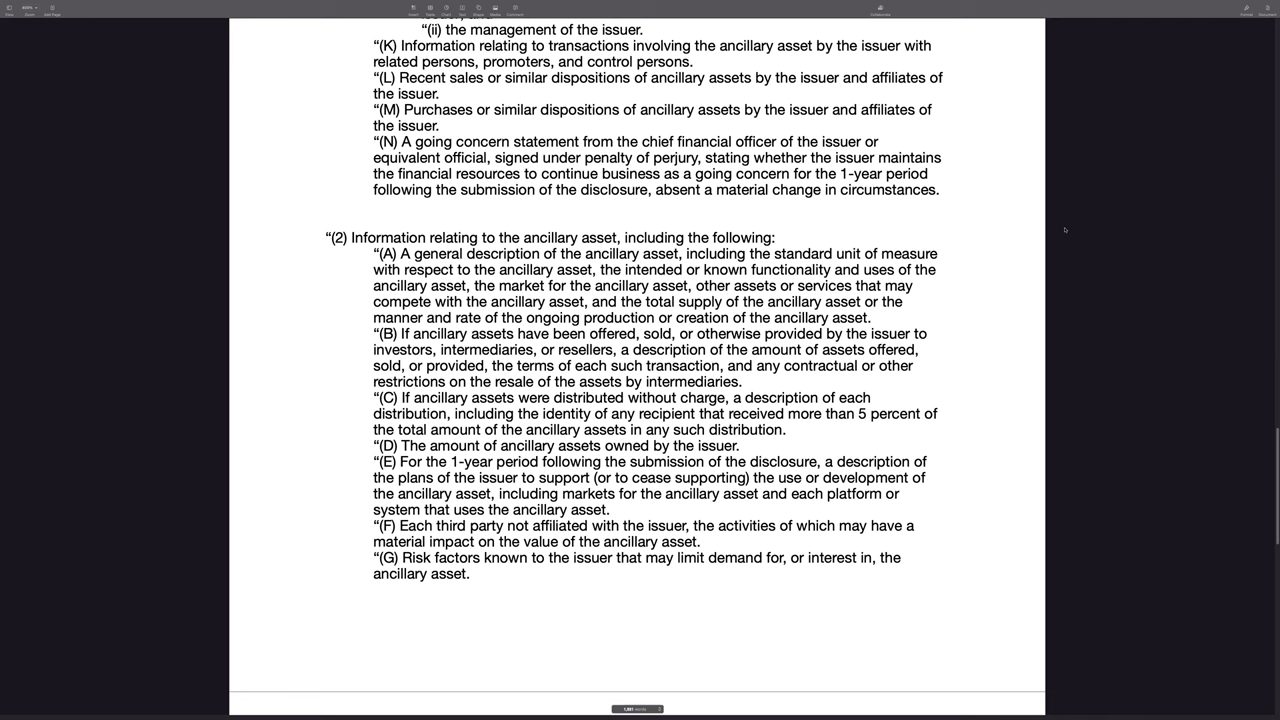 View Zoom Add Page Insert Table Chart Text Shape Media Comment Collaborate Format Document
“(ii) the management of the issuer.
“(K) Information relating to transactions involving the ancillary asset by the issuer with
related persons, promoters, and control persons.
“(L) Recent sales or similar dispositions of ancillary assets by the issuer and affiliates of
the issuer.
“(M) Purchases or similar dispositions of ancillary assets by the issuer and affiliates of
the issuer.
“(N) A going concern statement from the chief financial officer of the issuer or
equivalent official, signed under penalty of perjury, stating whether the issuer maintains
the financial resources to continue business as a going concern for the 1-year period
following the submission of the disclosure, absent a material change in circumstances.
“(2) Information relating to the ancillary asset, including the following:
“(A) A general description of the ancillary asset, including the standard unit of measure
with respect to the ancillary asset, the intended or known functionality and uses of the
ancillary asset, the market for the ancillary asset, other assets or services that may
compete with the ancillary asset, and the total supply of the ancillary asset or the
manner and rate of the ongoing production or creation of the ancillary asset.
“(B) If ancillary assets have been offered, sold, or otherwise provided by the issuer to
investors, intermediaries, or resellers, a description of the amount of assets offered,
sold, or provided, the terms of each such transaction, and any contractual or other
restrictions on the resale of the assets by intermediaries.
“(C) If ancillary assets were distributed without charge, a description of each
distribution, including the identity of any recipient that received more than 5 percent of
the total amount of the ancillary assets in any such distribution.
“(D) The amount of ancillary assets owned by the issuer.
“(E) For the 1-year period following the submission of the disclosure, a description of
the plans of the issuer to support (or to cease supporting) the use or development of
the ancillary asset, including markets for the ancillary asset and each platform or
system that uses the ancillary asset.
“(F) Each third party not affiliated with the issuer, the activities of which may have a
material impact on the value of the ancillary asset.
“(G) Risk factors known to the issuer that may limit demand for, or interest in, the
ancillary asset.
words